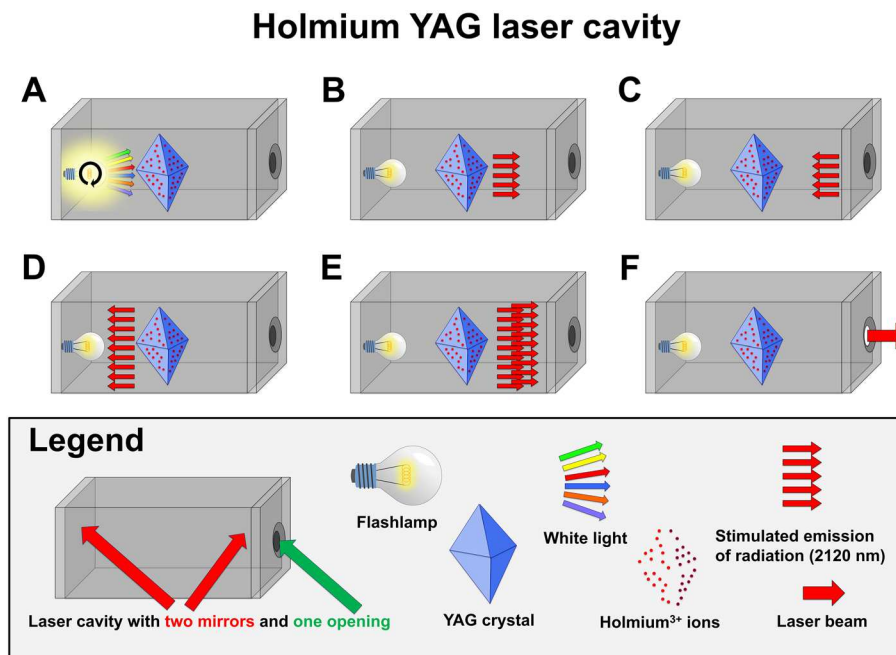 Holmium YAG laser cavity
A
B
C
D
E
F
Legend
Flashlamp
White light
Stimulated emission
of radiation (2120 nm)
Laser cavity with two mirrors and one opening
YAG crystal
Holmium³⁺ ions
Laser beam